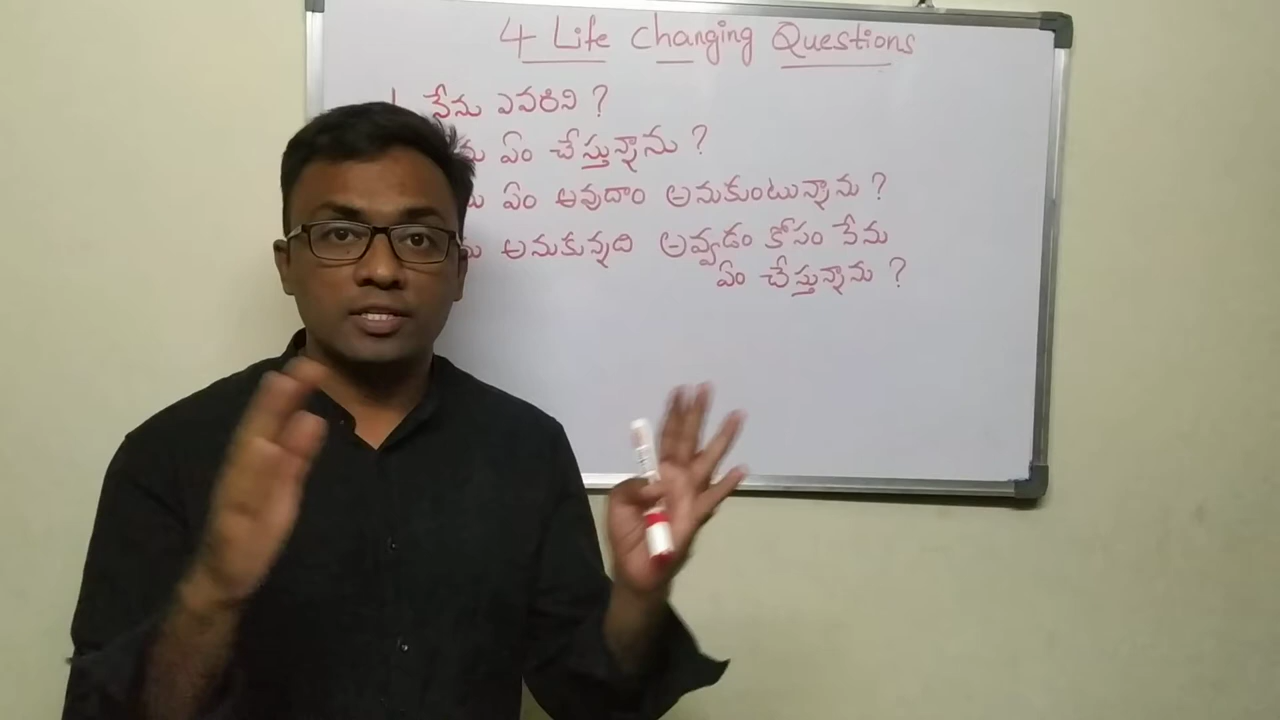 4 Life changing Questions
1. నేను ఎవరిని ?
ఏం చేస్తున్నాను ?
ఏం అవుదాం అనుకుంటున్నాను ?
అనుకున్నది అవ్వడం కోసం నేను
ఏం చేస్తున్నాను ?